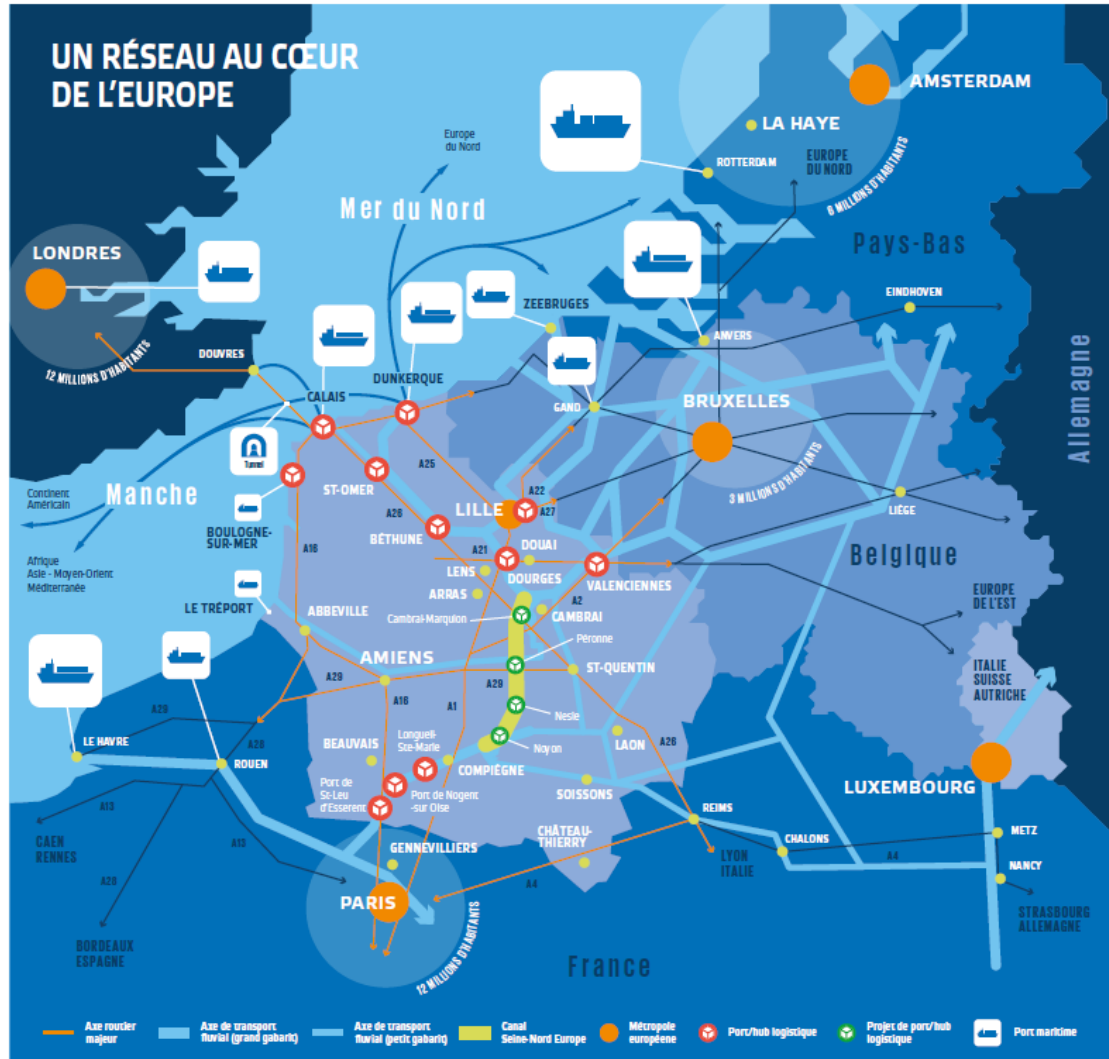 UN RÉSEAU AU CŒUR
DE L'EUROPE
AMSTERDAM
LA HAYE
ROTTERDAM
EUROPE
DU NORD
6 MILLIONS D'HABITANTS
Europe
du Nord
Mer du Nord
Pays-Bas
LONDRES
12 MILLIONS D'HABITANTS
ZEEBRUGES
EINDHOVEN
ANVERS
DOUVRES
DUNKERQUE
CALAIS
Tunnel
GAND
BRUXELLES
3 MILLIONS D'HABITANTS
Allemagne
A25
ST-OMER
A22
LILLE
A27
Continent
Américain
Manche
A26
LIÈGE
BOULOGNE-
SUR-MER
A16
BÉTHUNE
A21
DOUAI
Afrique
Asie - Moyen-Orient
Méditerranée
LENS
DOURGES
VALENCIENNES
Belgique
LE TRÉPORT
ARRAS
A2
ABBEVILLE
Cambrai-Marquion
CAMBRAI
EUROPE
DE L'EST
Péronne
AMIENS
ST-QUENTIN
ITALIE
SUISSE
AUTRICHE
A29
A29
A16
A1
Nesle
A29
LE HAVRE
A28
ROUEN
BEAUVAIS
Longueil-
Ste-Marie
Noyon
LAON
A26
COMPIÈGNE
LUXEMBOURG
Port de
St-Leu
d'Esserent
Port de Nogent
-sur Oise
SOISSONS
REIMS
A13
CAEN
RENNES
A13
CHÂTEAU-
THIERRY
CHALONS
METZ
LYON
ITALIE
A4
GENNEVILLIERS
NANCY
A28
A4
PARIS
STRASBOURG
ALLEMAGNE
BORDEAUX
ESPAGNE
12 MILLIONS D'HABITANTS
France
Axe routier
majeur
Axe de transport
fluvial (grand gabarit)
Axe de transport
fluvial (petit gabarit)
Canal
Seine-Nord Europe
Métropole
européene
Port/hub logistique
Projet de port/hub
logistique
Port maritime